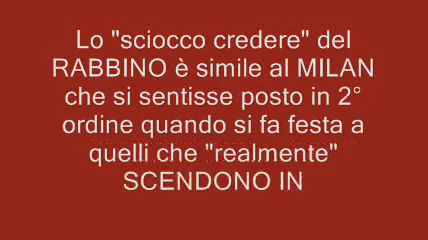 Lo "sciocco credere" del
RABBINO è simile al MILAN
che si sentisse posto in 2°
ordine quando si fa festa a
quelli che "realmente"
SCENDONO IN